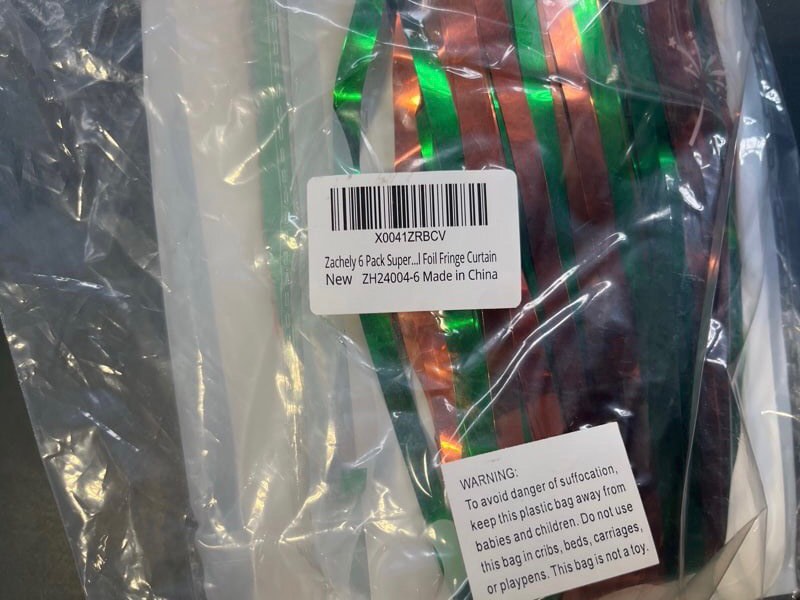 X0041ZRBCV
Zachely 6 Pack Super...l Foil Fringe Curtain
New ZH24004-6 Made in China
WARNING:
To avoid danger of suffocation,
keep this plastic bag away from
babies and children. Do not use
this bag in cribs, beds, carriages,
or playpens. This bag is not a toy.